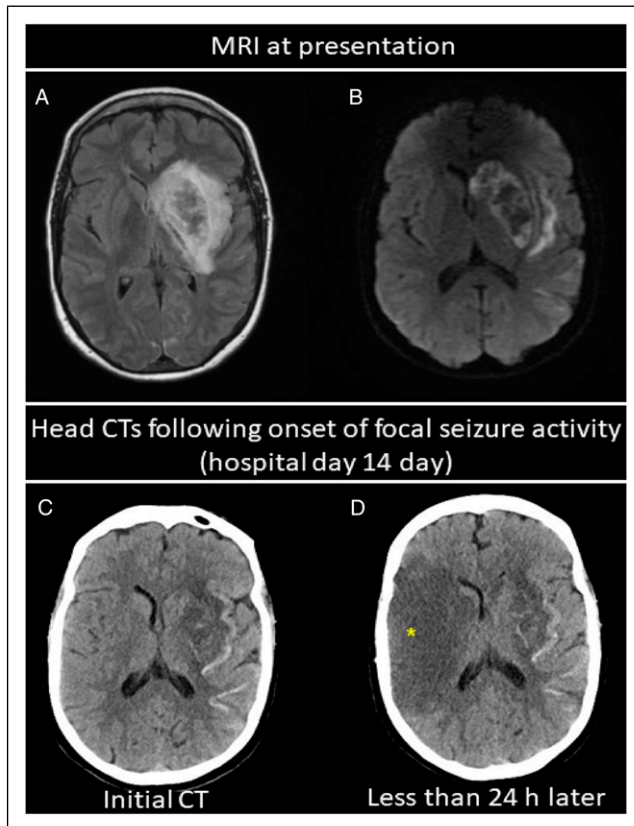 MRI at presentation
A
B
Head CTs following onset of focal seizure activity
(hospital day 14 day)
C
D
*
Initial CT
Less than 24 h later